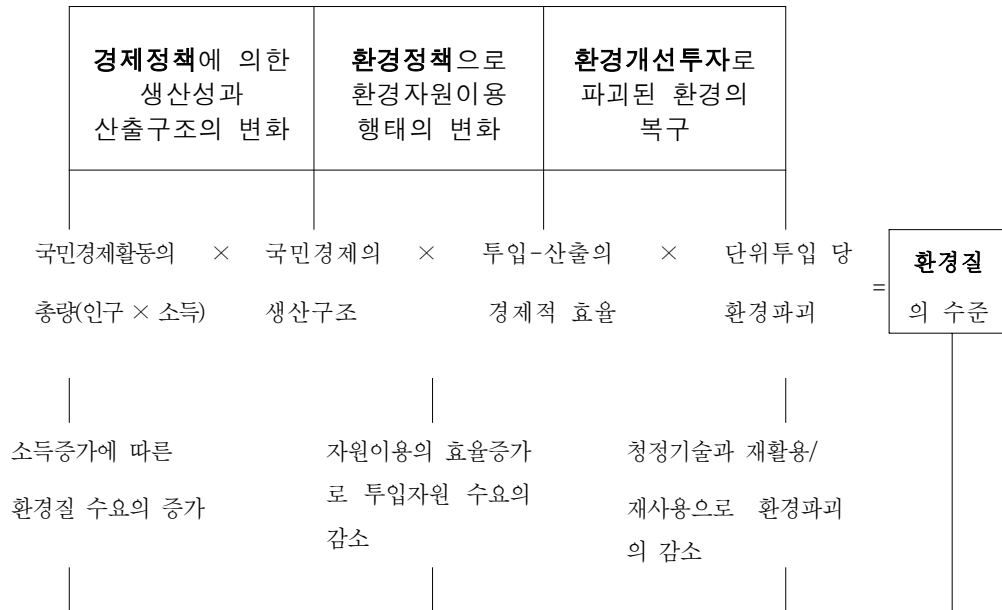 경제정책에 의한
생산성과
산출구조의 변화
환경정책으로
환경자원이용
행태의 변화
환경개선투자로
파괴된 환경의
복구
국민경제활동의 × 국민경제의 × 투입-산출의 × 단위투입 당
총량(인구 × 소득) 생산구조 경제적 효율 환경파괴
=
환경질
의 수준
소득증가에 따른
환경질 수요의 증가
자원이용의 효율증가
로 투입자원 수요의
감소
청정기술과 재활용/
재사용으로 환경파괴
의 감소